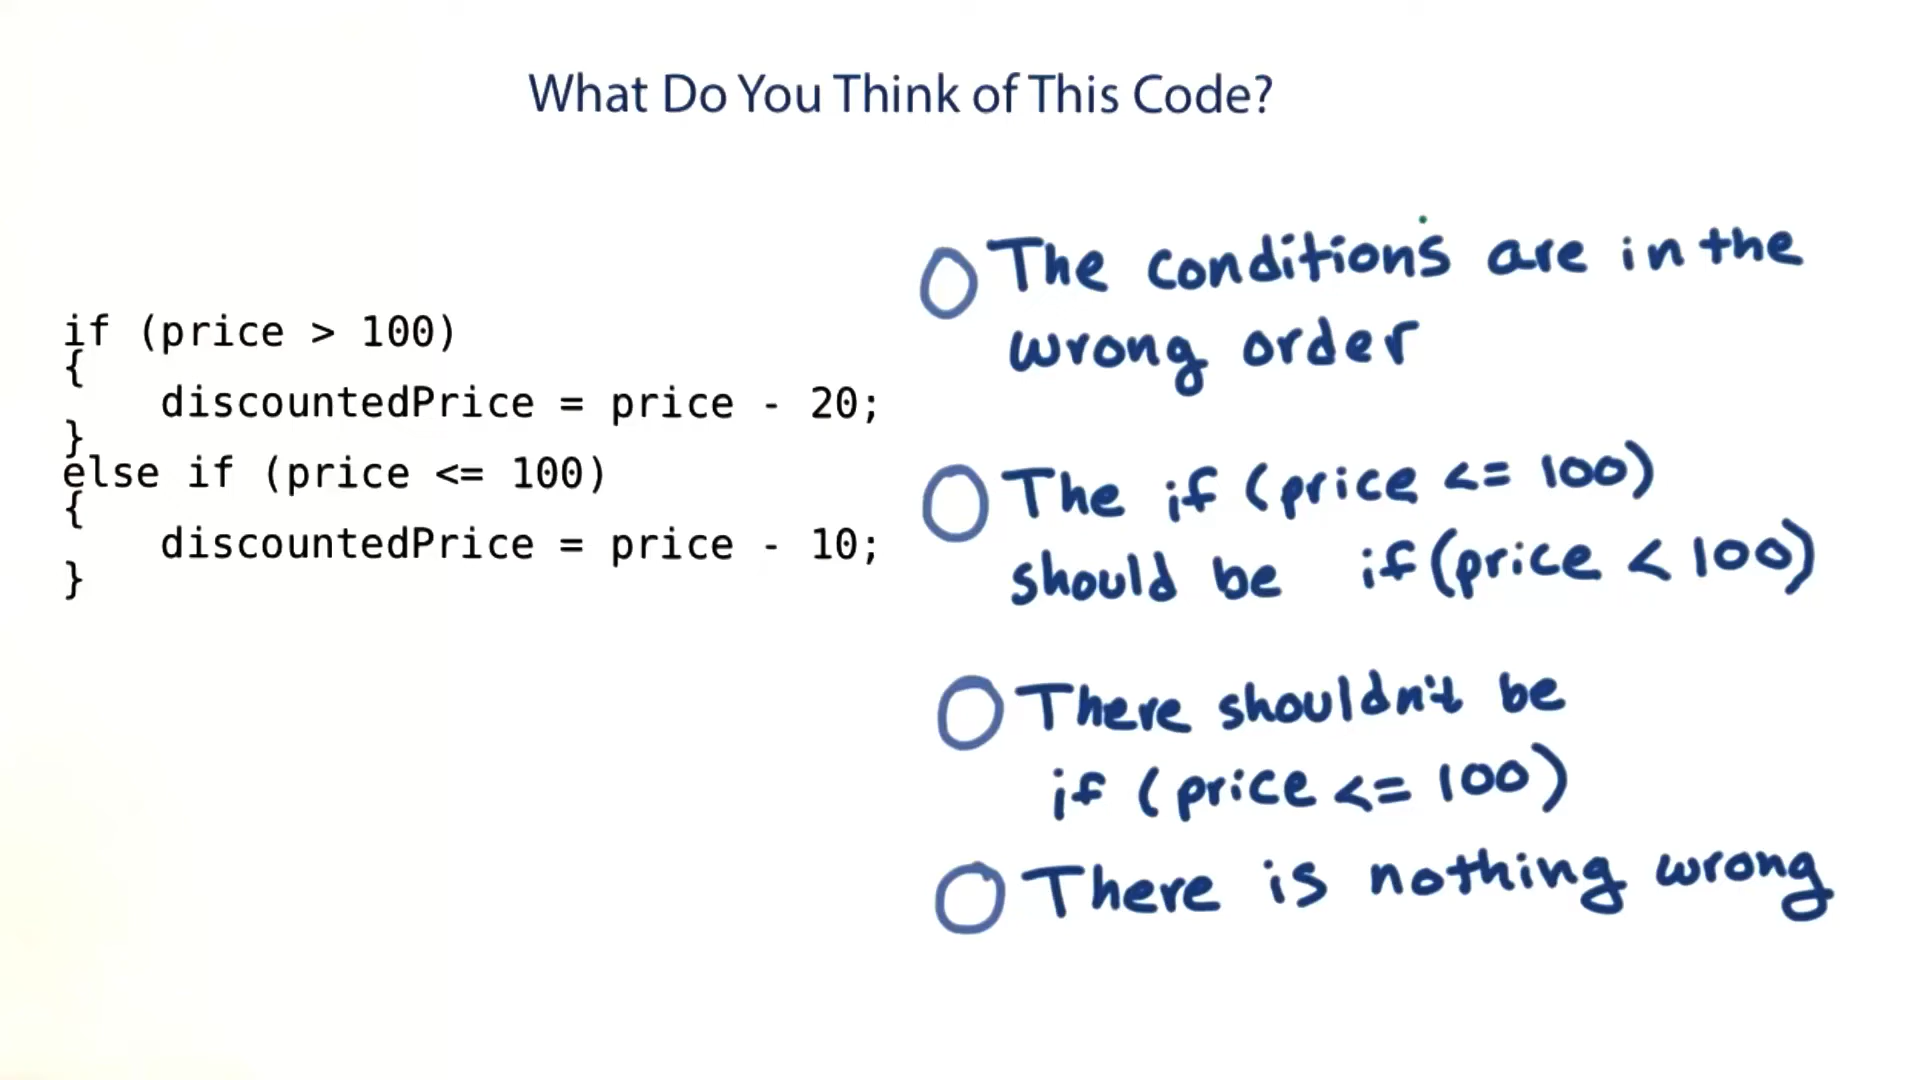 What Do You Think of This Code?
if (price > 100)
{
    discountedPrice = price - 20;
}
else if (price <= 100)
{
    discountedPrice = price - 10;
}
The conditions are in the
wrong order
The if (price <= 100)
should be if(price < 100)
There shouldn't be
if (price <= 100)
There is nothing wrong